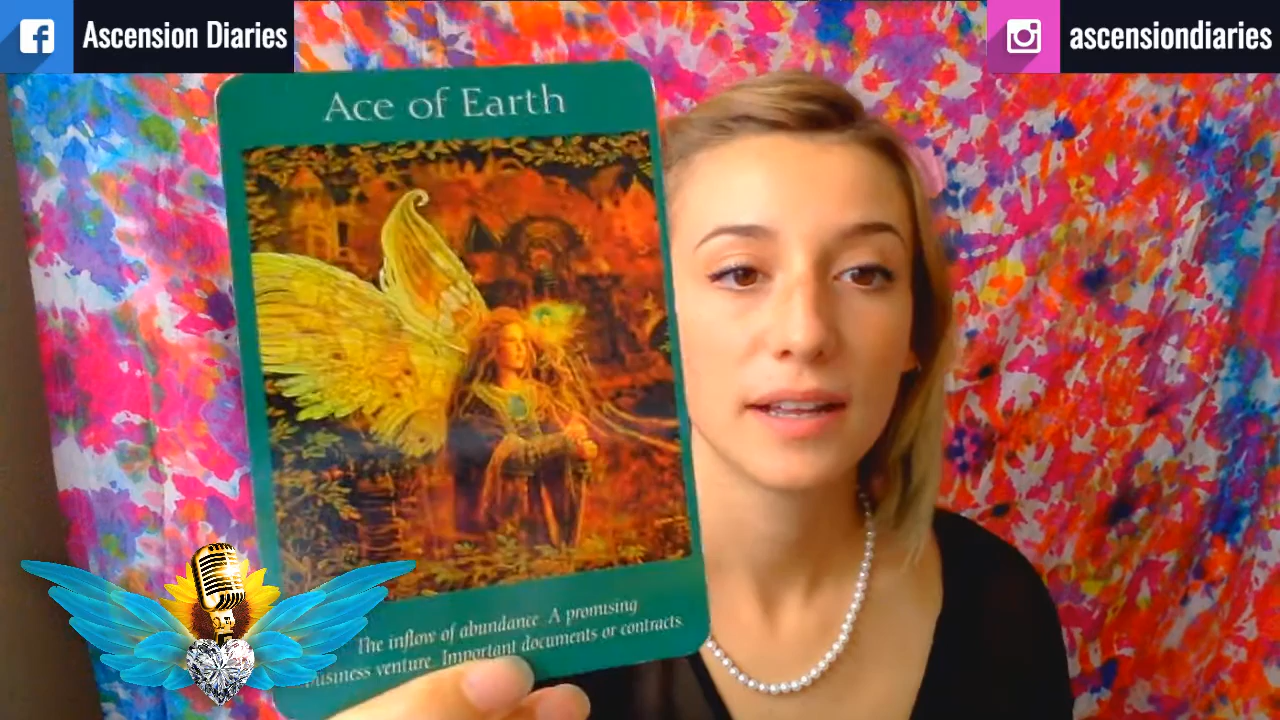 Ascension Diaries
ascensiondiaries
Ace of Earth
The inflow of abundance. A promising
business venture. Important documents or contracts.